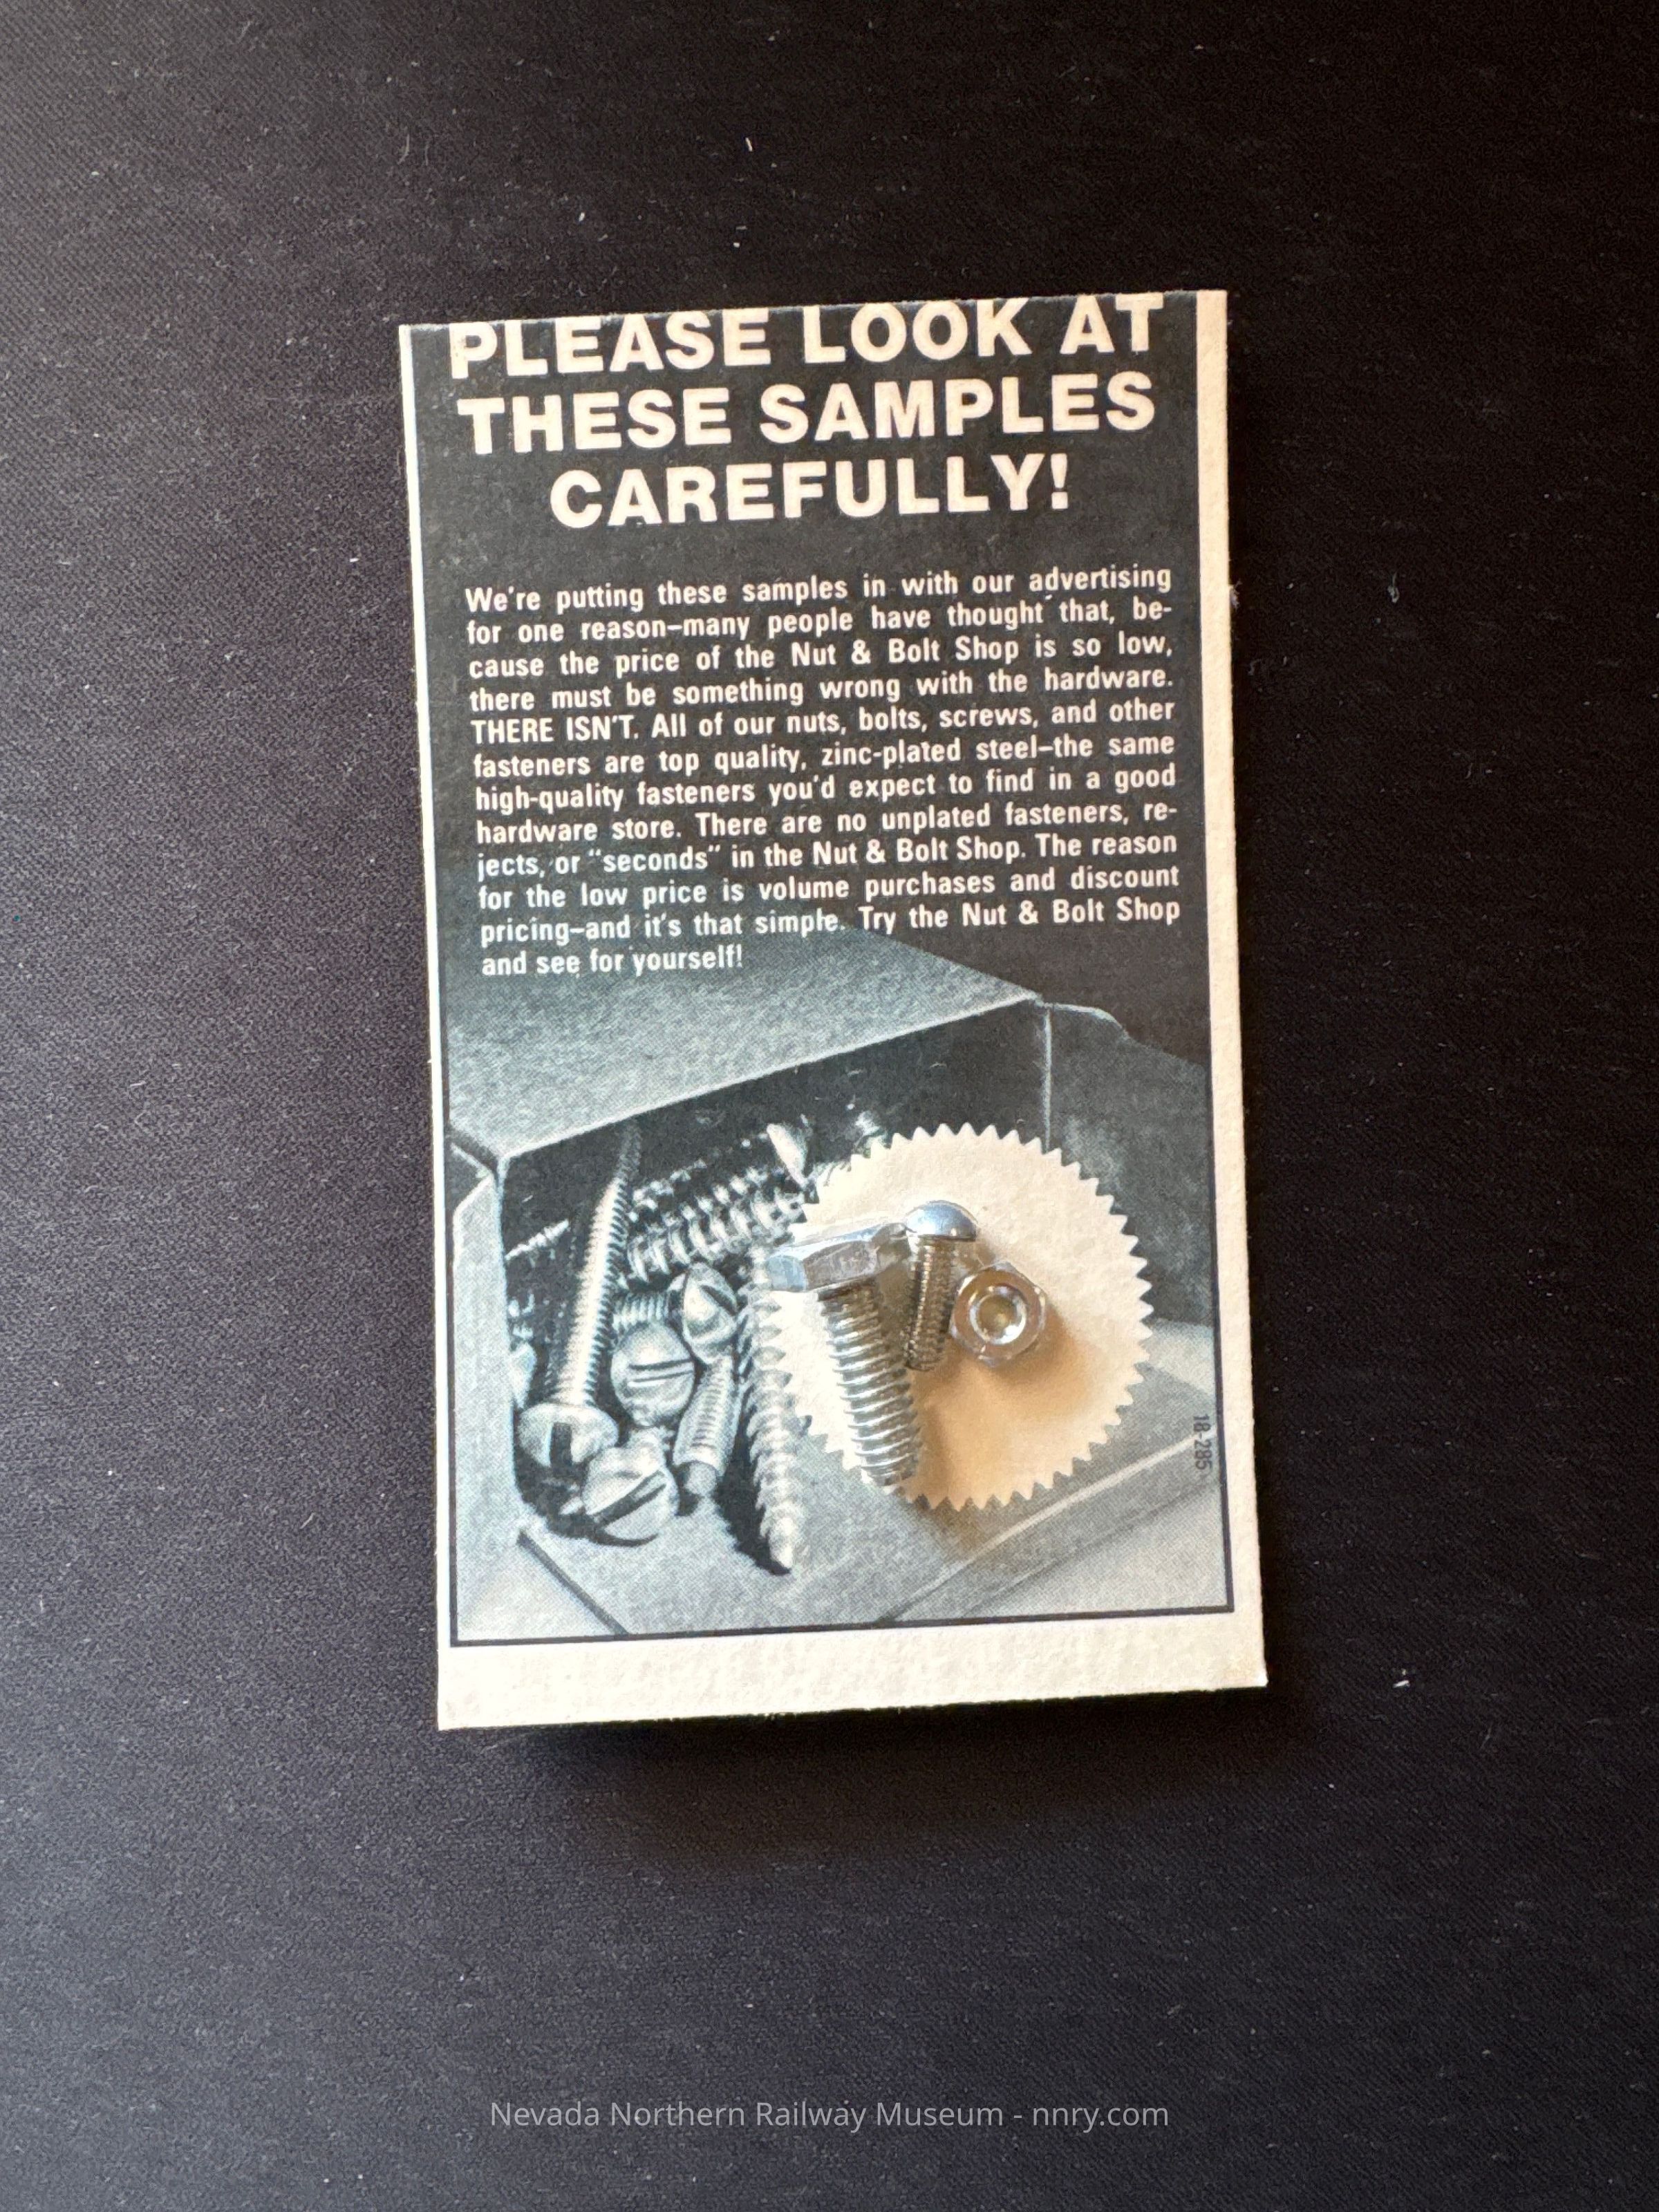 PLEASE LOOK AT
THESE SAMPLES
CAREFULLY!
We're putting these samples in with our advertising
for one reason–many people have thought that, be-
cause the price of the Nut & Bolt Shop is so low,
there must be something wrong with the hardware.
THERE ISN'T. All of our nuts, bolts, screws, and other
fasteners are top quality, zinc-plated steel–the same
high-quality fasteners you'd expect to find in a good
hardware store. There are no unplated fasteners, re-
jects, or “seconds” in the Nut & Bolt Shop. The reason
for the low price is volume purchases and discount
pricing–and it's that simple. Try the Nut & Bolt Shop
and see for yourself!
18-285
Nevada Northern Railway Museum - nnry.com